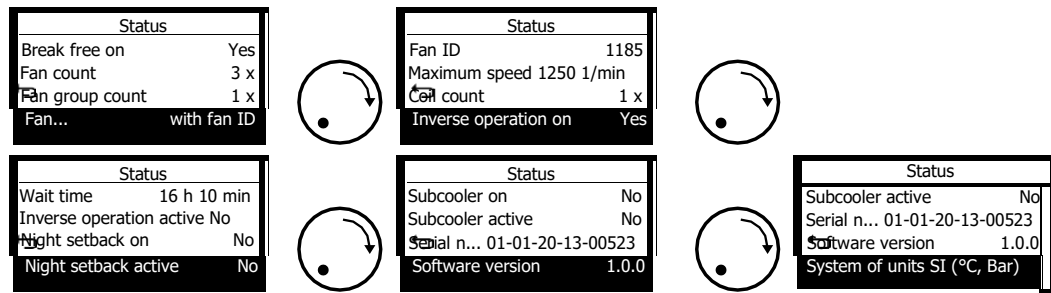 Status
Break free on Yes
Fan count 3 x
Fan group count 1 x
Fan... with fan ID
Status
Fan ID 1185
Maximum speed 1250 1/min
Coil count 1 x
Inverse operation on Yes
Status
Wait time 16 h 10 min
Inverse operation active No
Night setback on No
Night setback active No
Status
Subcooler on No
Subcooler active No
Serial n... 01-01-20-13-00523
Software version 1.0.0
Status
Subcooler active No
Serial n... 01-01-20-13-00523
Software version 1.0.0
System of units SI (°C, Bar)